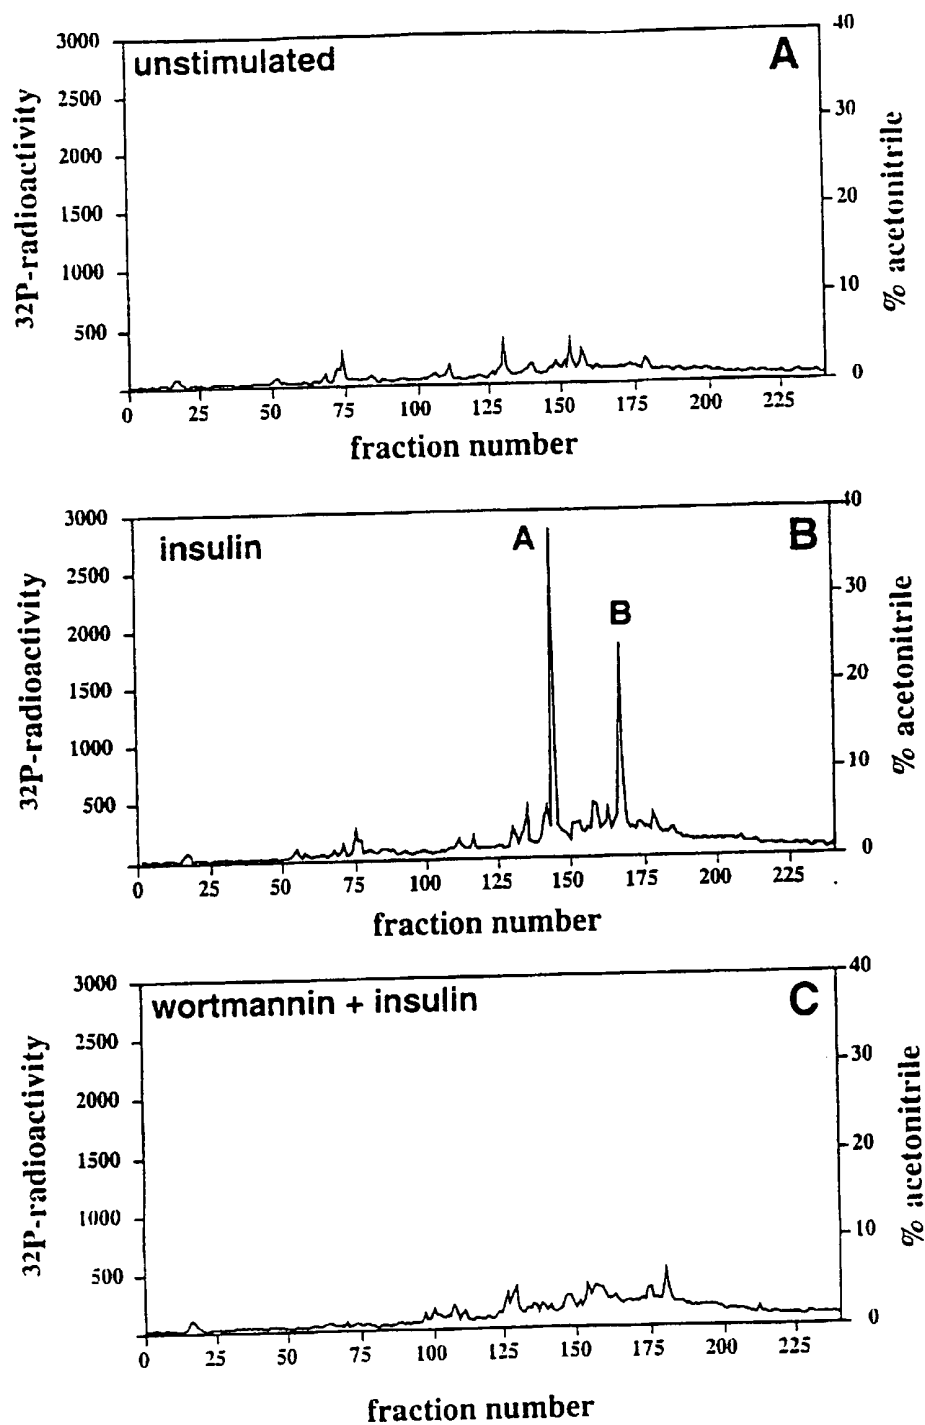 40
3000
unstimulated
A
2500
30
2000
20
1500
1000
10
500
0
0 25 50 75 100 125 150 175 200 225
32P-radioactivity
% acetonitrile
fraction number
40
3000
insulin
A
B
2500
30
B
2000
20
1500
1000
10
500
0
0 25 50 75 100 125 150 175 200 225
32P-radioactivity
% acetonitrile
fraction number
40
3000
wortmannin + insulin
C
2500
30
2000
20
1500
1000
10
500
0
0 25 50 75 100 125 150 175 200 225
32P-radioactivity
% acetonitrile
fraction number